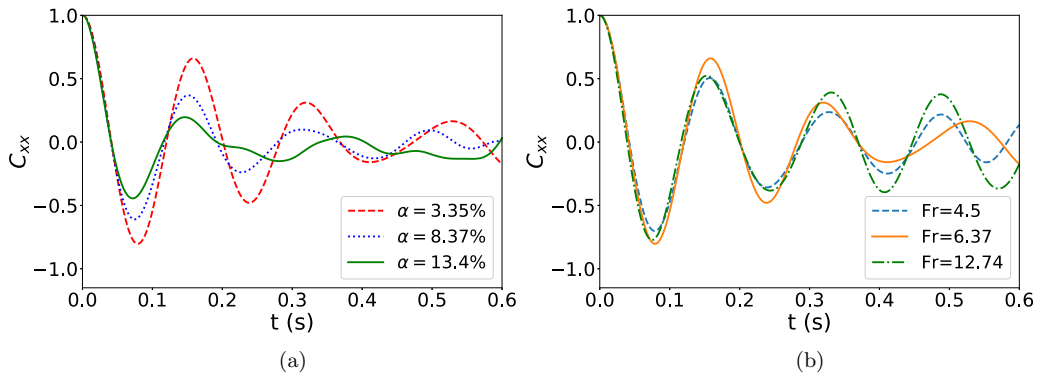 1.0
0.5
0.0
−0.5
−1.0
C_xx
0.0 0.1 0.2 0.3 0.4 0.5 0.6
t (s)
α = 3.35%
α = 8.37%
α = 13.4%
(a)
1.0
0.5
0.0
−0.5
−1.0
C_xx
0.0 0.1 0.2 0.3 0.4 0.5 0.6
t (s)
Fr=4.5
Fr=6.37
Fr=12.74
(b)